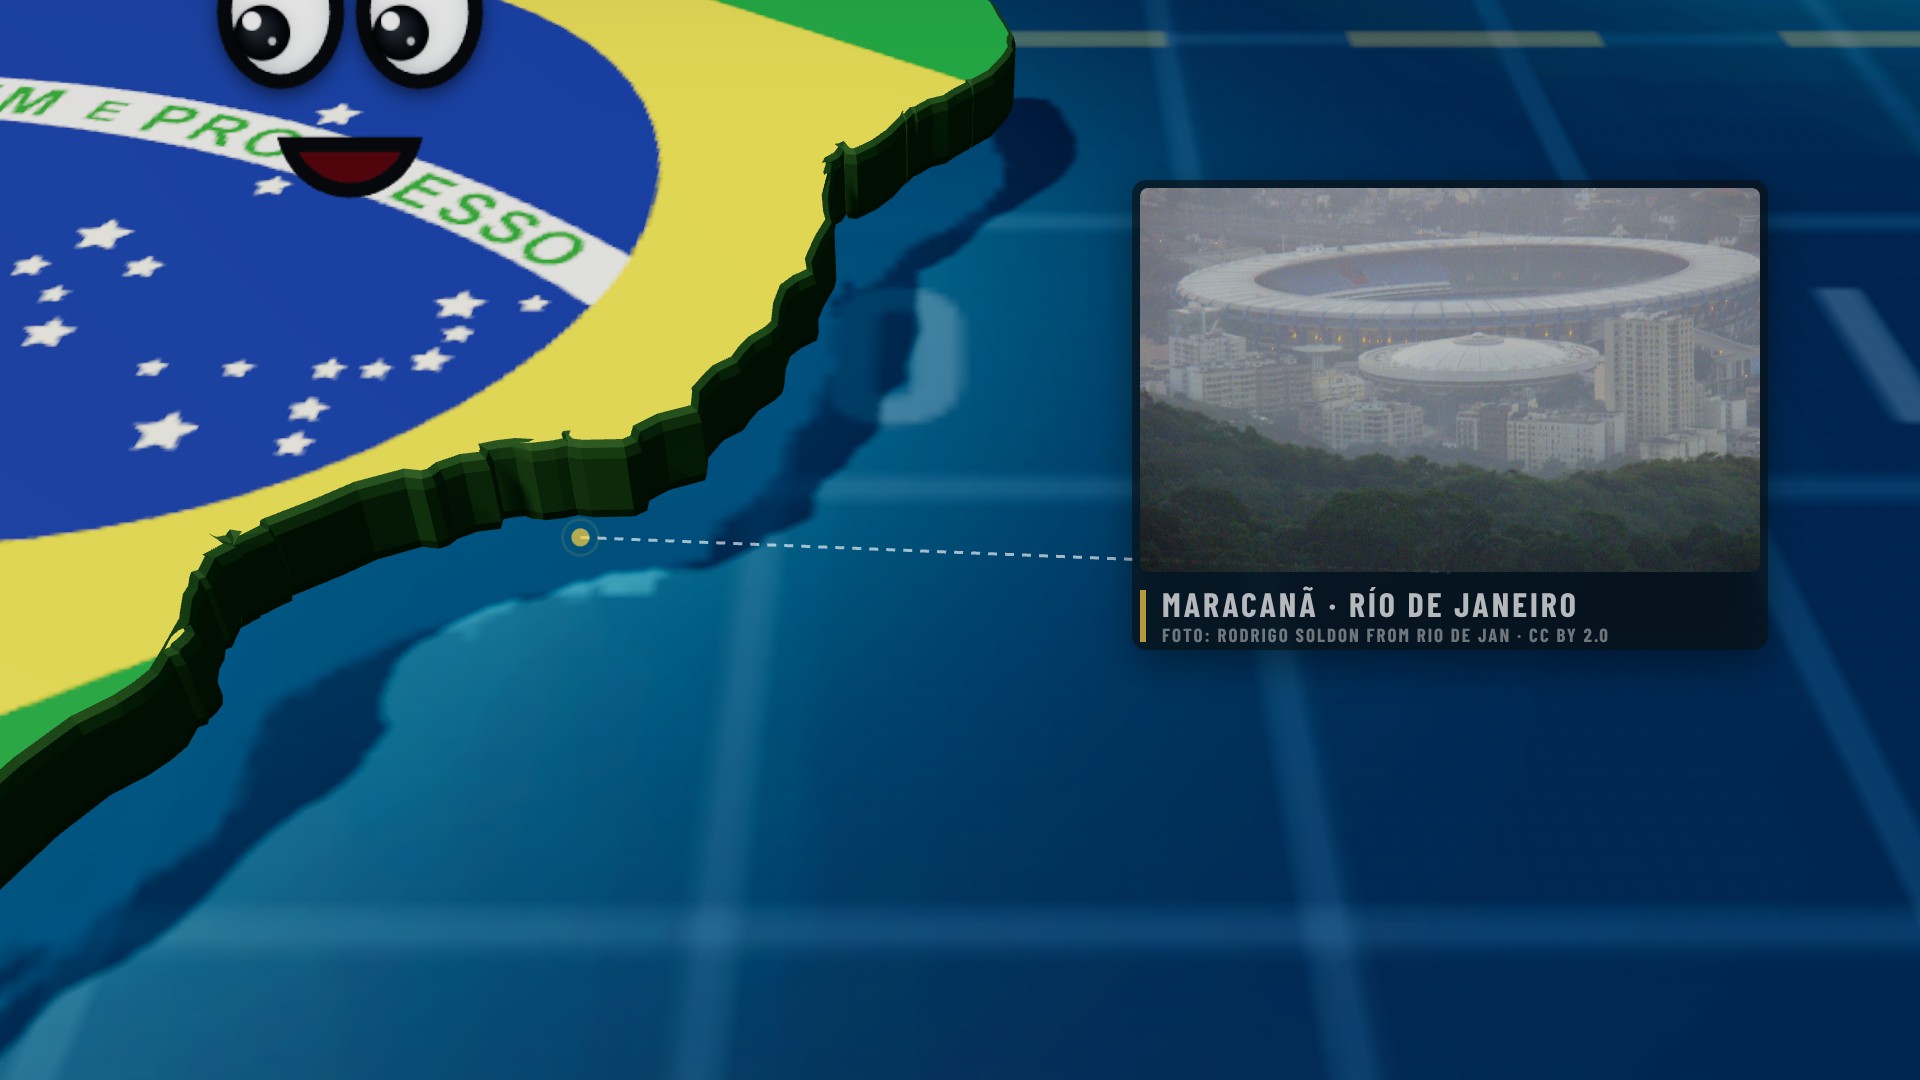 M E PRO ESSO
MARACANÃ · RÍO DE JANEIRO
FOTO: RODRIGO SOLDON FROM RIO DE JAN · CC BY 2.0